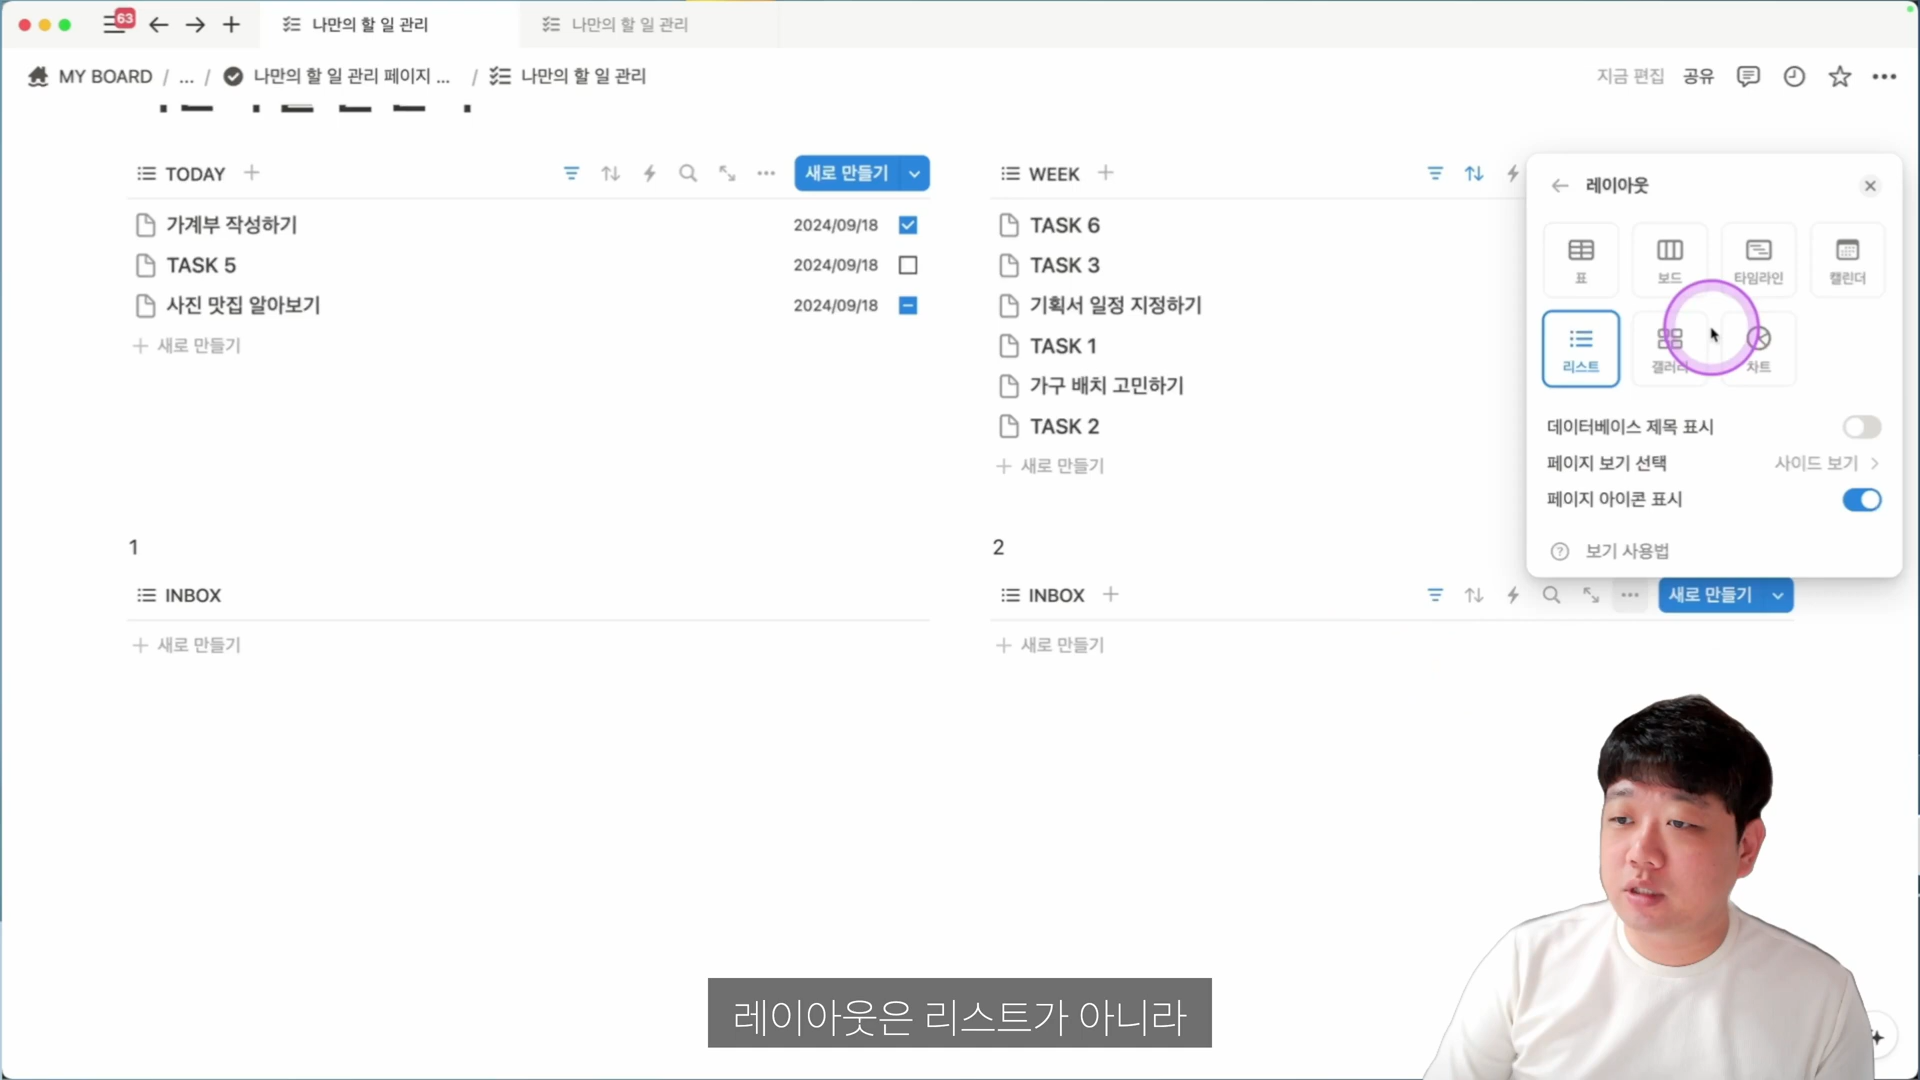 63
나만의 할 일 관리
나만의 할 일 관리
MY BOARD / ... / 나만의 할 일 관리 페이지 ... / 나만의 할 일 관리
지금 편집 공유
TODAY
새로 만들기
가계부 작성하기 2024/09/18
TASK 5 2024/09/18
사진 맛집 알아보기 2024/09/18
새로 만들기
WEEK
TASK 6
TASK 3
기획서 일정 지정하기
TASK 1
가구 배치 고민하기
TASK 2
새로 만들기
레이아웃
표 보드 타임라인 캘린더
리스트 갤러리 차트
데이터베이스 제목 표시
페이지 보기 선택 사이드 보기
페이지 아이콘 표시
보기 사용법
1
INBOX
새로 만들기
2
INBOX
새로 만들기
새로 만들기
레이아웃은 리스트가 아니라